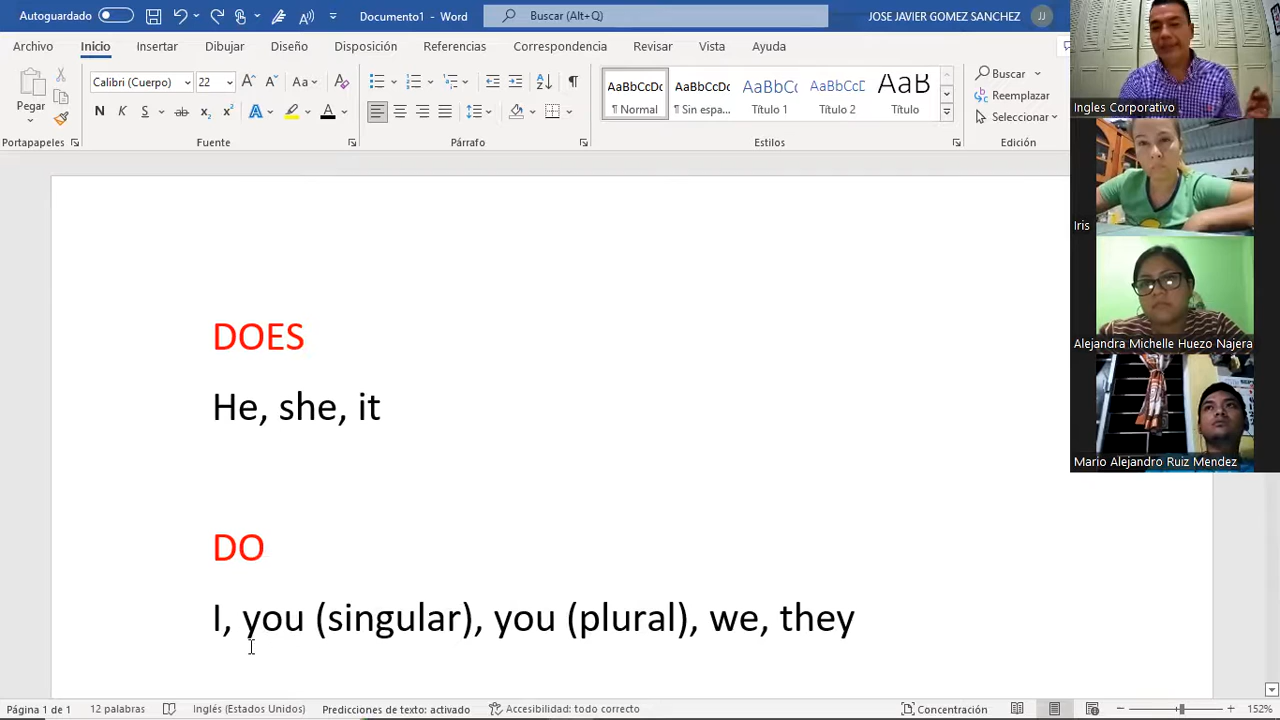 Autoguardado
Documento1 - Word
Buscar (Alt+Q)
JOSE JAVIER GOMEZ SANCHEZ
JJ
Archivo Inicio Insertar Dibujar Diseño Disposición Referencias Revisar Vista Ayuda
Pegar
Calibri (Cuerpo) 22
N K S
AaBbCcDc AaBbCcDc AaBbCc AaBbCcD AaB
¶ Normal ¶ Sin espa... Título 1 Título 2 Título
Buscar
Reemplazar
Seleccionar
Portapapeles Fuente Párrafo Estilos Edición
DOES
He, she, it
DO
I, you (singular), you (plural), we, they
Ingles Corporativo
Iris
Alejandra Michelle Huezo Najera
Mario Alejandro Ruiz Mendez
Página 1 de 1 12 palabras Inglés (Estados Unidos) Predicciones de texto: activado Accesibilidad: todo correcto Concentración 152%